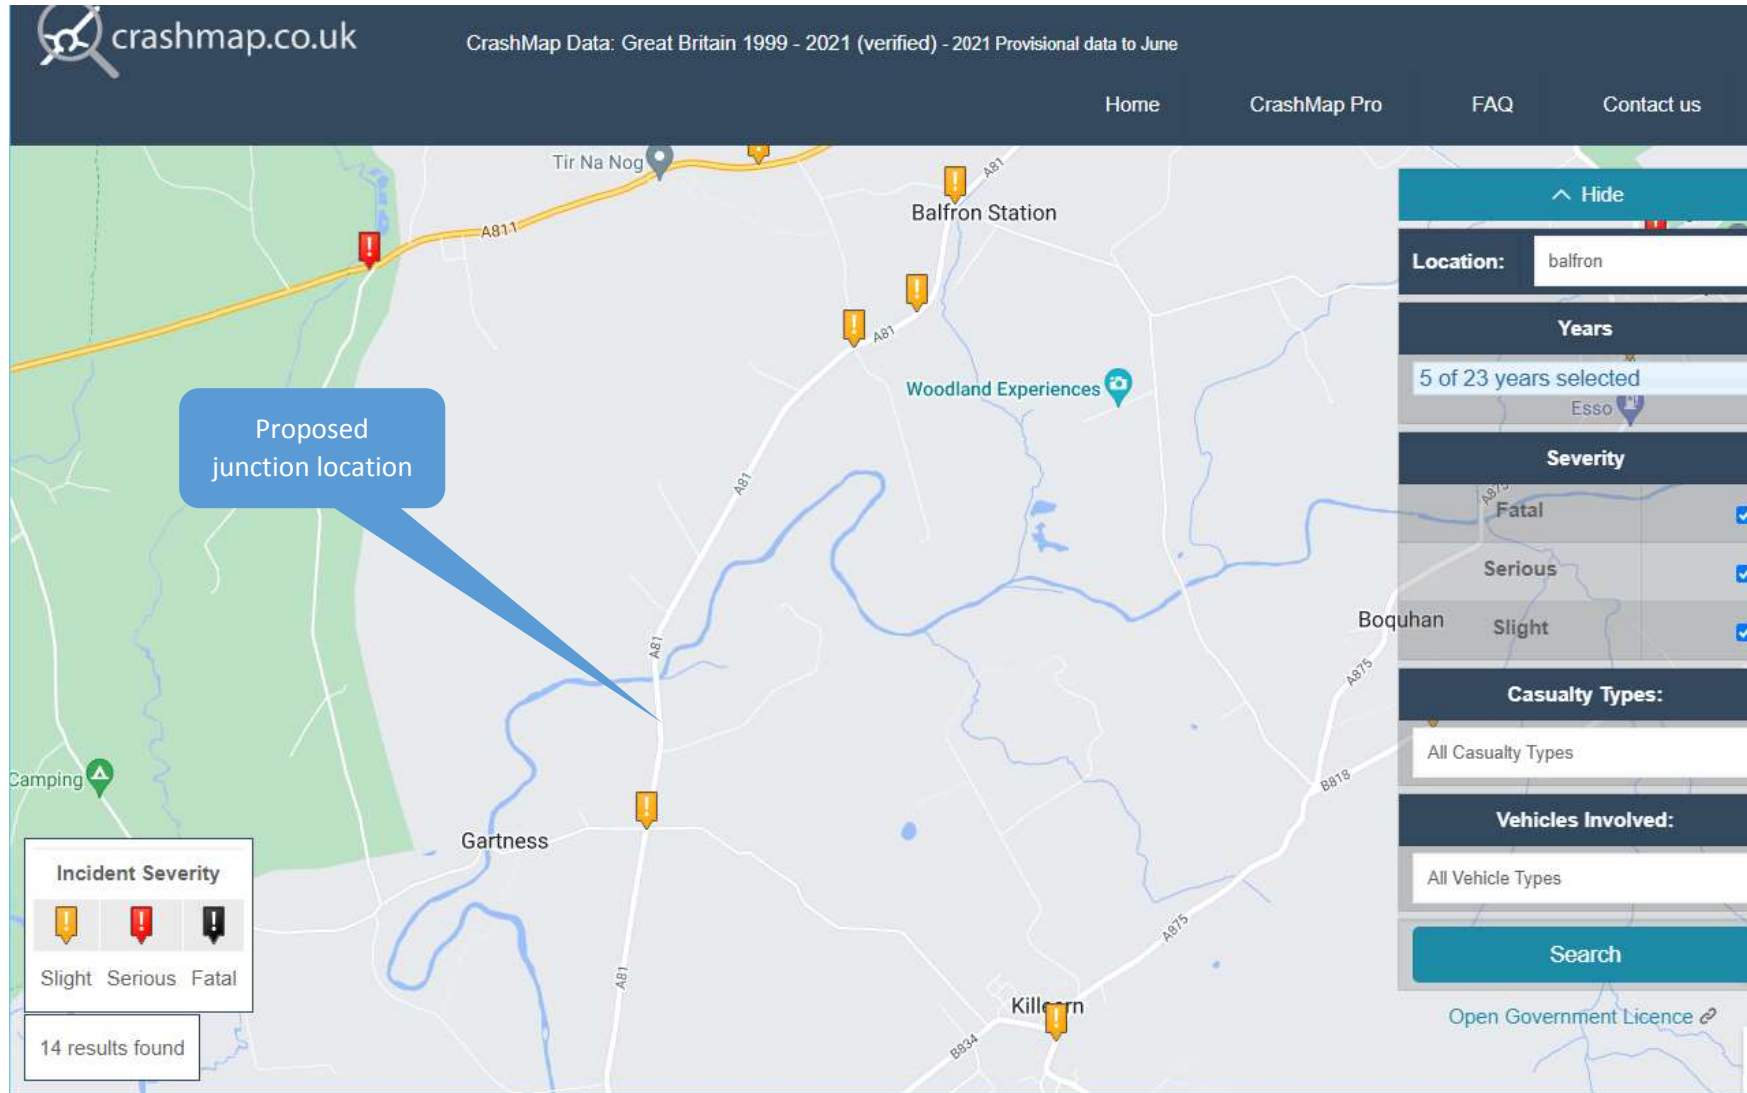 crashmap.co.uk
CrashMap Data: Great Britain 1999 - 2021 (verified) - 2021 Provisional data to June
Home CrashMap Pro FAQ Contact us
Tir Na Nog
A81
Balfron Station
A811
A81
Woodland Experiences
Proposed
junction location
A81
A81
Boquhan
A875
A875
B818
Camping
Gartness
A81
A875
Killearn
B834
Hide
Location: balfron
Years
5 of 23 years selected
Esso
Severity
Fatal
Serious
Slight
Casualty Types:
All Casualty Types
Vehicles Involved:
All Vehicle Types
Search
Open Government Licence
Incident Severity
Slight Serious Fatal
14 results found